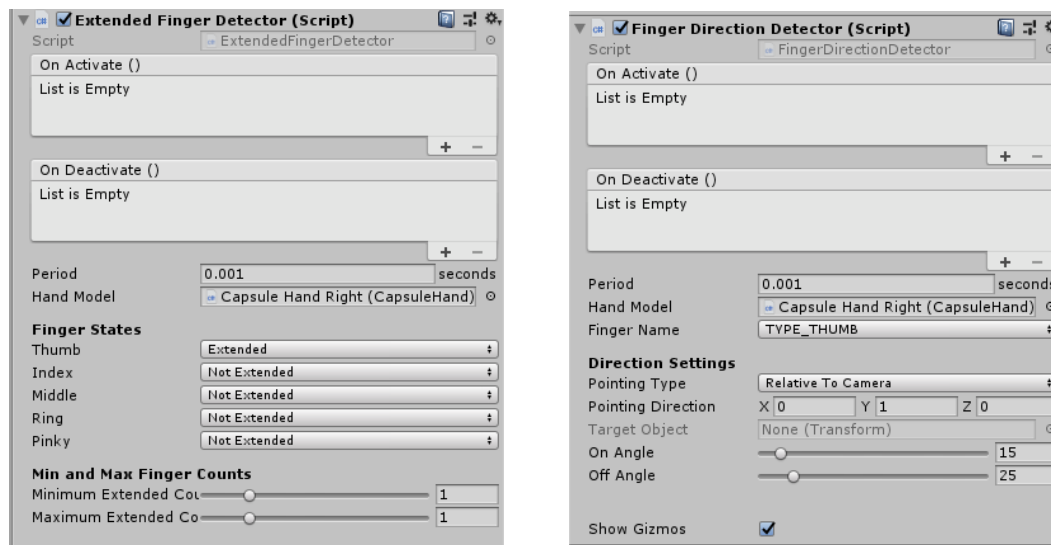 Extended Finger Detector (Script)
Script ExtendedFingerDetector
On Activate ()
List is Empty
+ −
On Deactivate ()
List is Empty
+ −
Period 0.001 seconds
Hand Model Capsule Hand Right (CapsuleHand)
Finger States
Thumb Extended
Index Not Extended
Middle Not Extended
Ring Not Extended
Pinky Not Extended
Min and Max Finger Counts
Minimum Extended Cou 1
Maximum Extended Co 1
Finger Direction Detector (Script)
Script FingerDirectionDetector
On Activate ()
List is Empty
+ −
On Deactivate ()
List is Empty
+ −
Period 0.001 seconds
Hand Model Capsule Hand Right (CapsuleHand)
Finger Name TYPE_THUMB
Direction Settings
Pointing Type Relative To Camera
Pointing Direction X 0 Y 1 Z 0
Target Object None (Transform)
On Angle 15
Off Angle 25
Show Gizmos